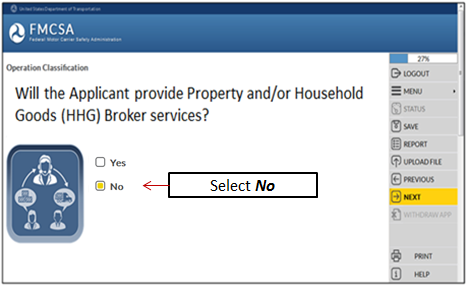 United States Department of Transportation
FMCSA
Federal Motor Carrier Safety Administration
Operation Classification
Will the Applicant provide Property and/or Household
Goods (HHG) Broker services?
Yes
No
Select No
27%
LOGOUT
MENU
STATUS
SAVE
REPORT
UPLOAD FILE
PREVIOUS
NEXT
WITHDRAW APP
PRINT
HELP